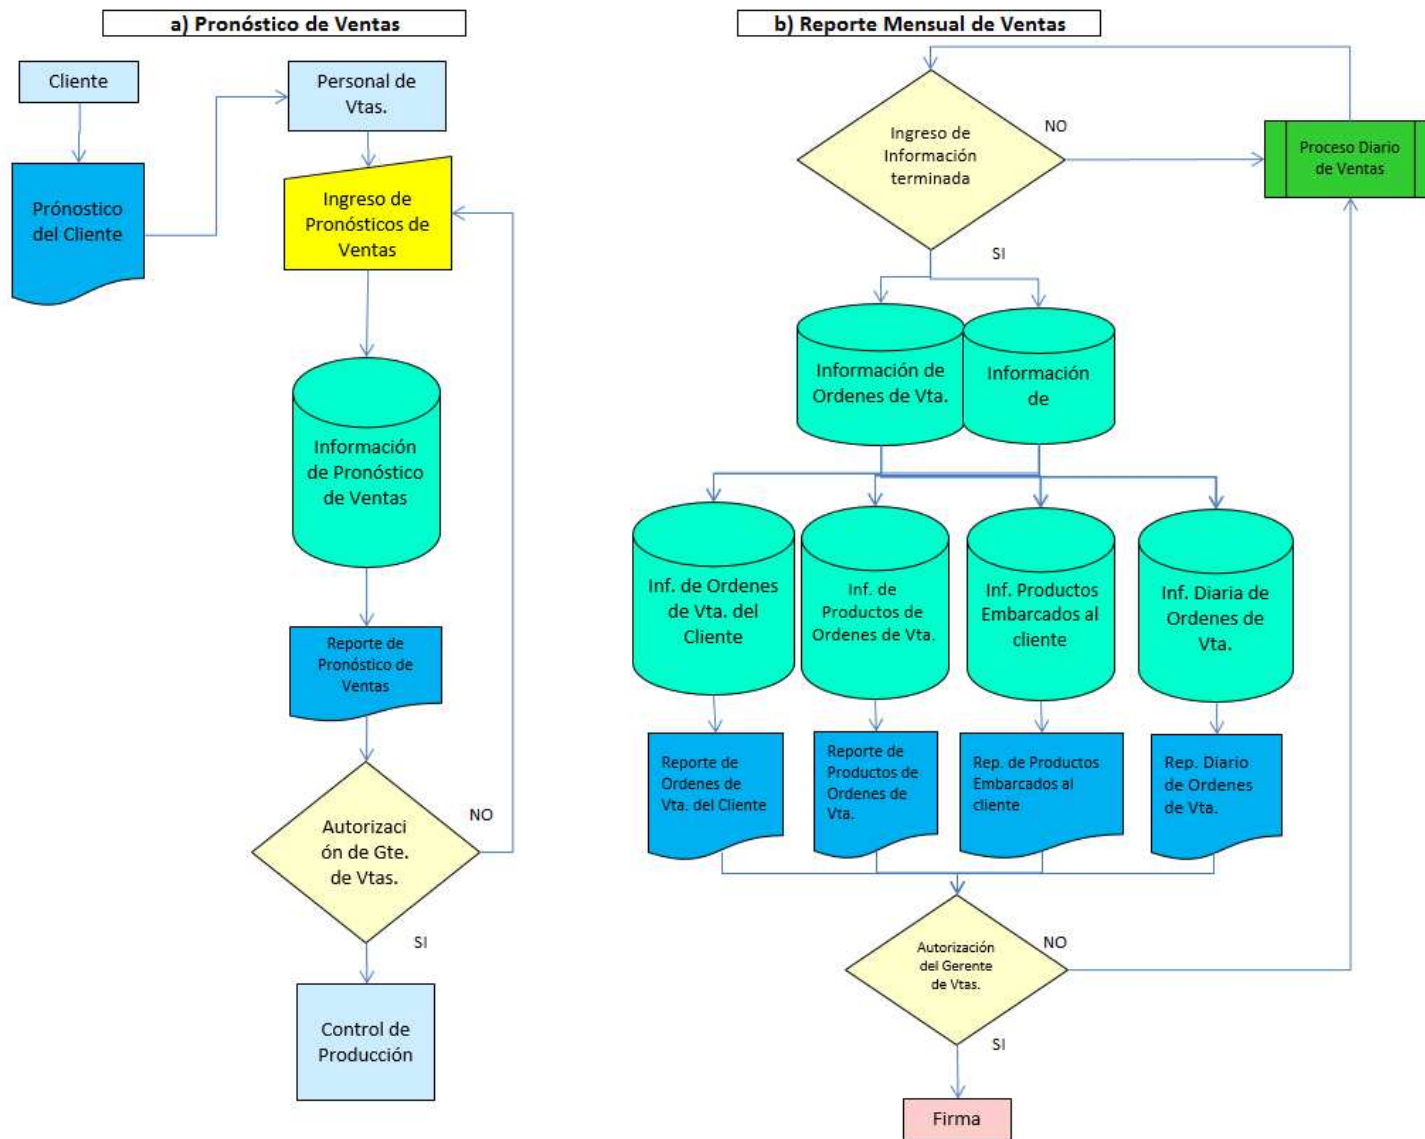 a) Pronóstico de Ventas
Cliente
Personal de
Vtas.
Prónostico
del Cliente
Ingreso de
Pronósticos de
Ventas
Información
de Pronóstico
de Ventas
Reporte de
Pronóstico de
Ventas
Autorizaci
ón de Gte.
de Vtas.
NO
SI
Control de
Producción
b) Reporte Mensual de Ventas
Ingreso de
Información
terminada
NO
Proceso Diario
de Ventas
SI
Información de
Ordenes de Vta.
Información
de
Inf. de Ordenes
de Vta. del
Cliente
Inf. de
Productos de
Ordenes de Vta.
Inf. Productos
Embarcados al
cliente
Inf. Diaria de
Ordenes de
Vta.
Reporte de
Ordenes de
Vta. del Cliente
Reporte de
Productos de
Ordenes de
Vta.
Rep. de Productos
Embarcados al
cliente
Rep. Diario
de Ordenes
de Vta.
Autorización
del Gerente
de Vtas.
NO
SI
Firma